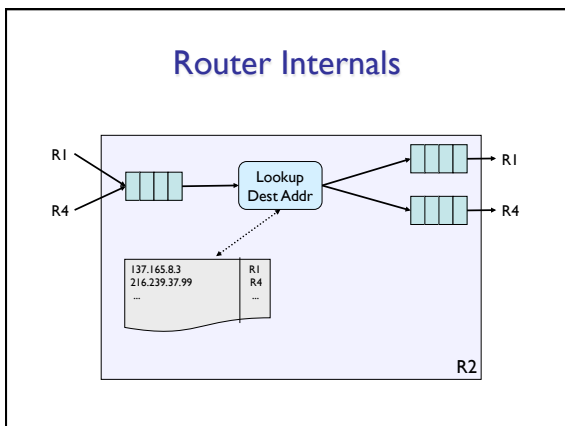 Router Internals
R1
R4
Lookup
Dest Addr
R1
R4
137.165.8.3 R1
216.239.37.99 R4
... ...
R2